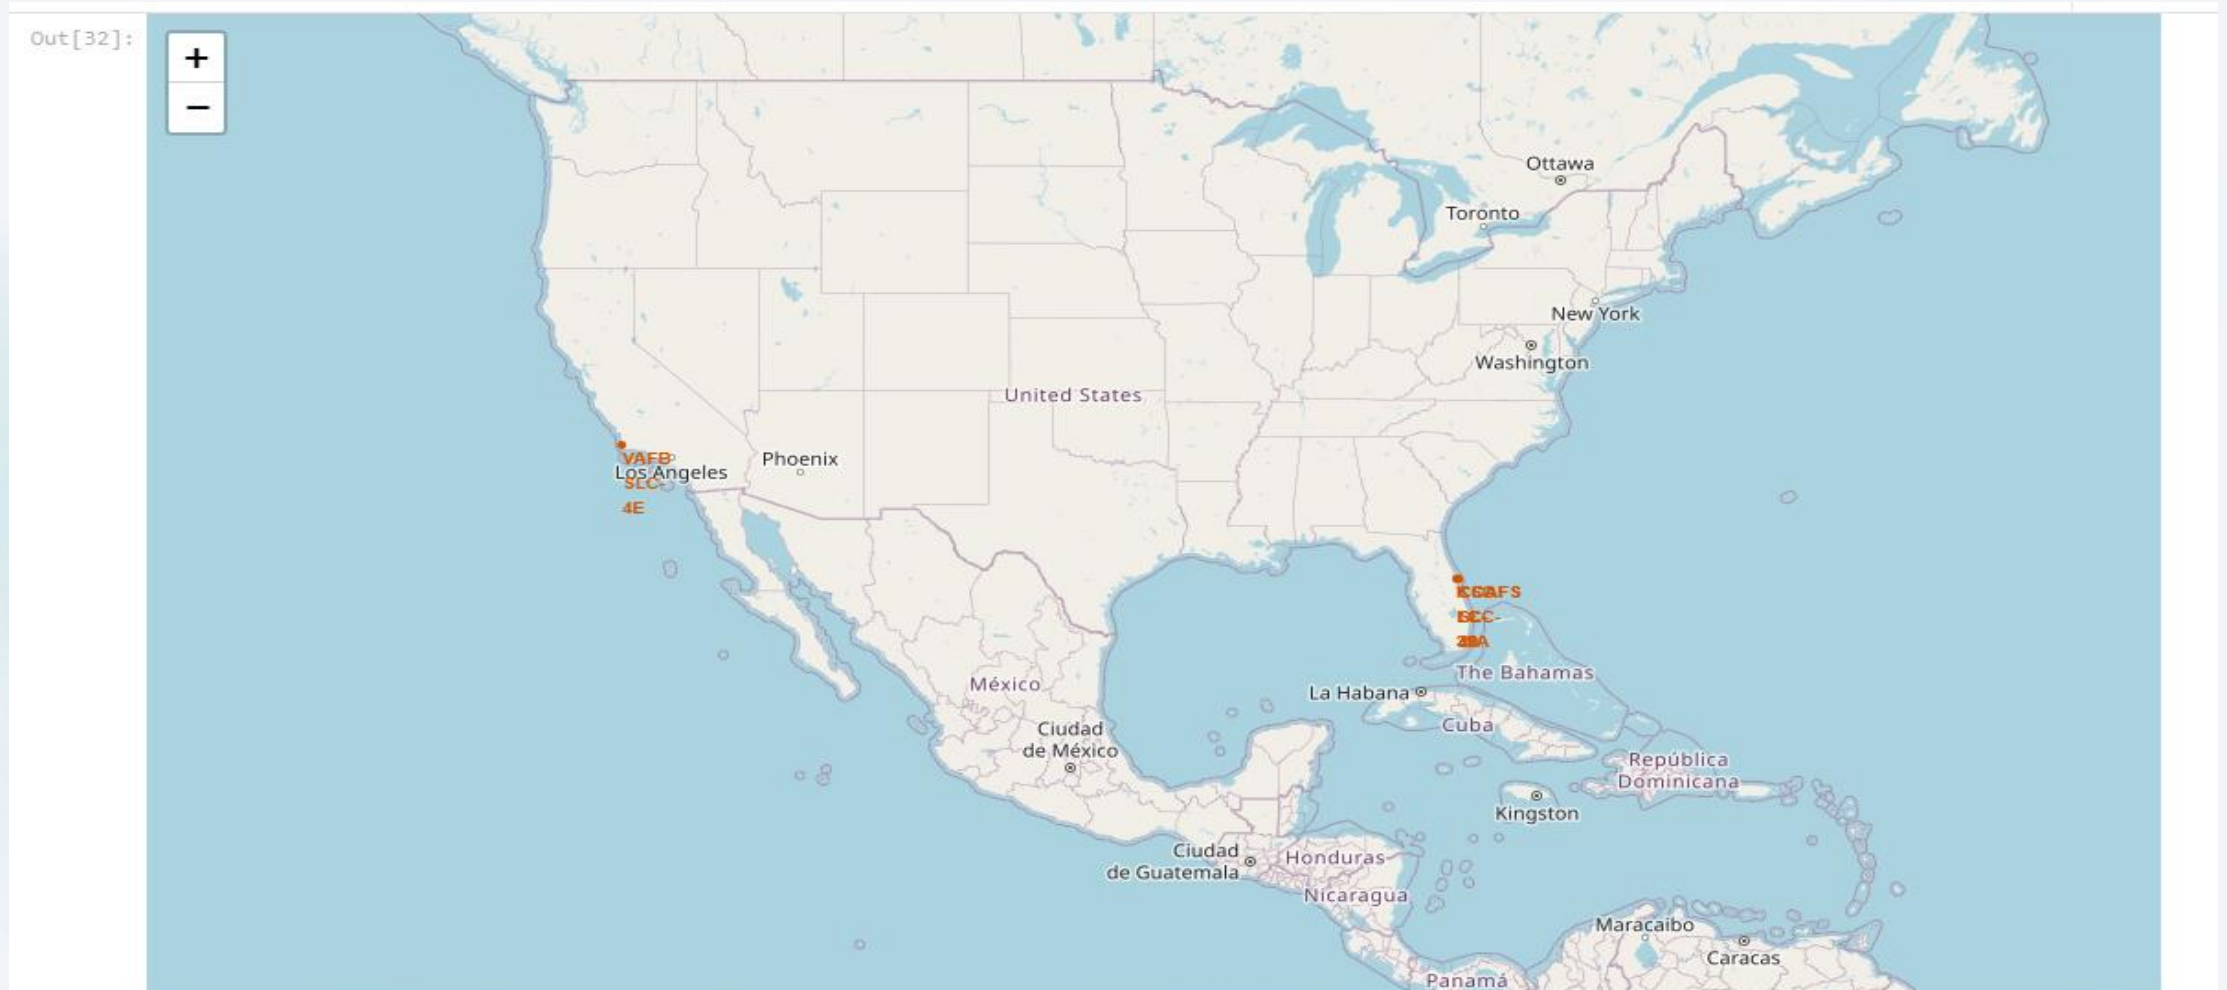 Out[32]:
+
−
Ottawa
Toronto
New York
Washington
United States
VAFB
Los Angeles
SLC-
4E
Phoenix
The Bahamas
La Habana
México
Cuba
Ciudad
de México
República
Dominicana
Kingston
Ciudad
de Guatemala
Honduras
Nicaragua
Maracaibo
Caracas
Panamá